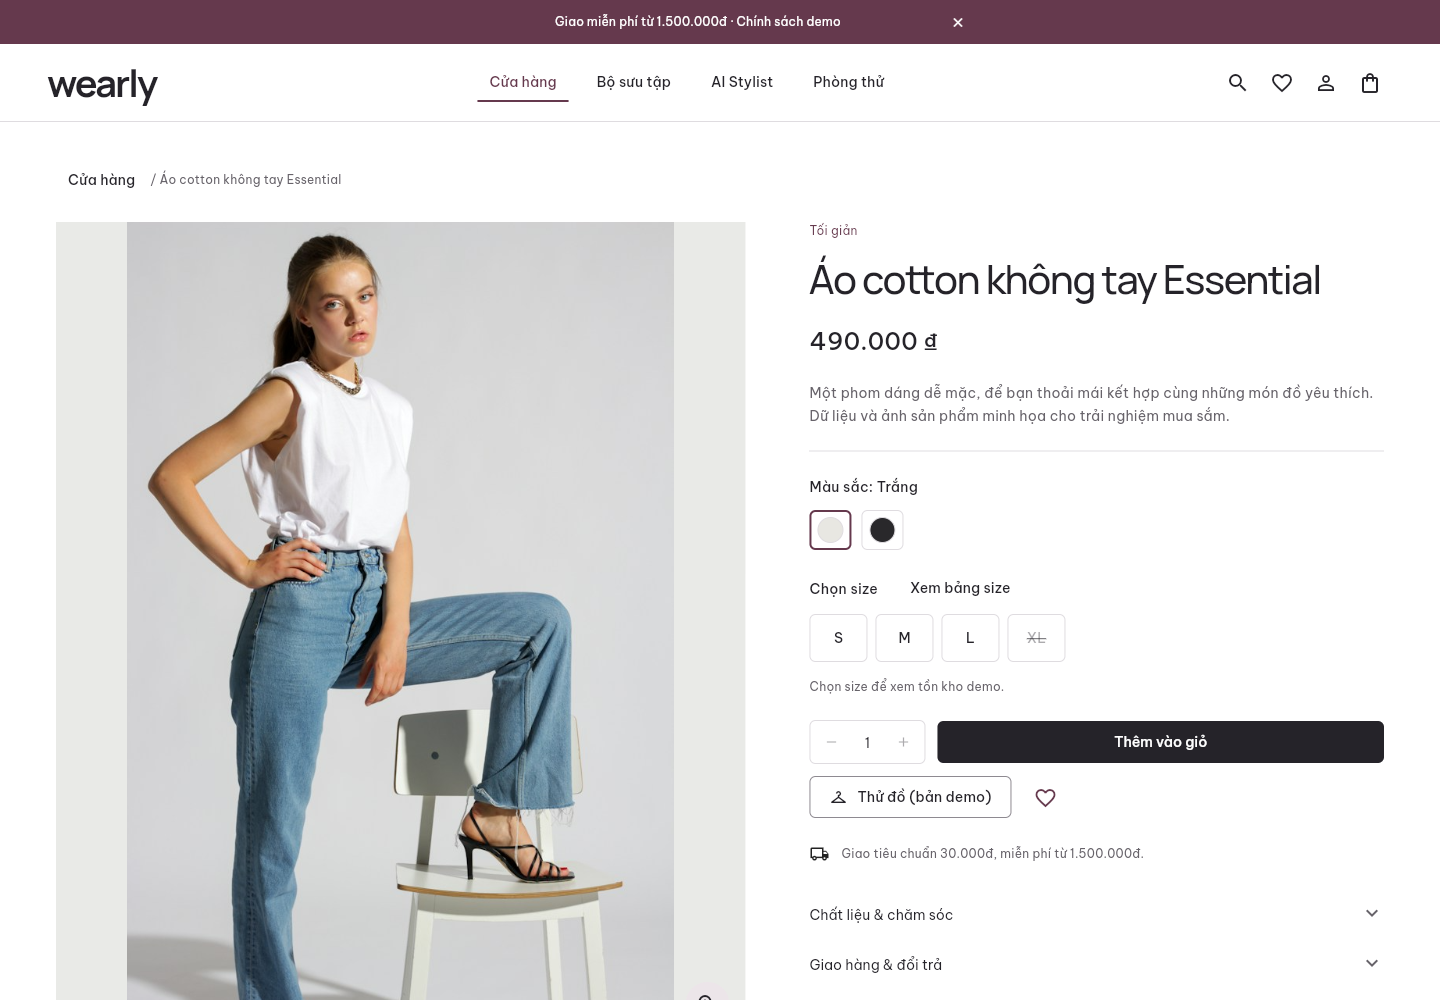 Giao miễn phí từ 1.500.000đ · Chính sách demo
wearly
Cửa hàng
Bộ sưu tập
AI Stylist
Phòng thử
Cửa hàng / Áo cotton không tay Essential
Tối giản
Áo cotton không tay Essential
490.000 ₫
Một phom dáng dễ mặc, để bạn thoải mái kết hợp cùng những món đồ yêu thích.
Dữ liệu và ảnh sản phẩm minh họa cho trải nghiệm mua sắm.
Màu sắc: Trắng
Chọn size
Xem bảng size
S
M
L
XL
Chọn size để xem tồn kho demo.
− 1 +
Thêm vào giỏ
Thử đồ (bản demo)
Giao tiêu chuẩn 30.000đ, miễn phí từ 1.500.000đ.
Chất liệu & chăm sóc
Giao hàng & đổi trả